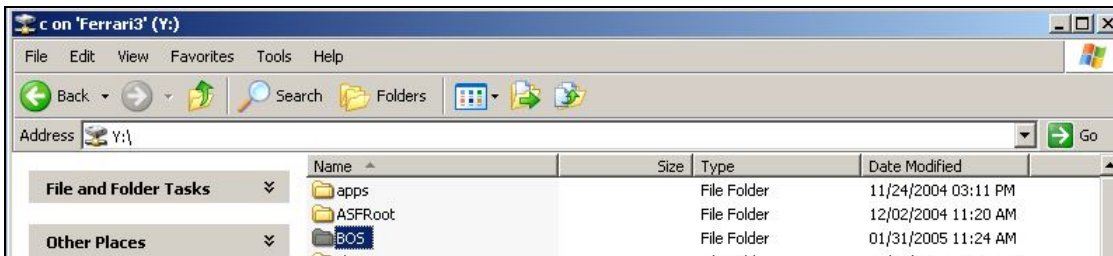 c on 'Ferrari3' (Y:)
File Edit View Favorites Tools Help
Back Search Folders
Address Y:\ Go
Name Size Type Date Modified
File and Folder Tasks
apps File Folder 11/24/2004 03:11 PM
ASFRoot File Folder 12/02/2004 11:20 AM
Other Places
BOS File Folder 01/31/2005 11:24 AM